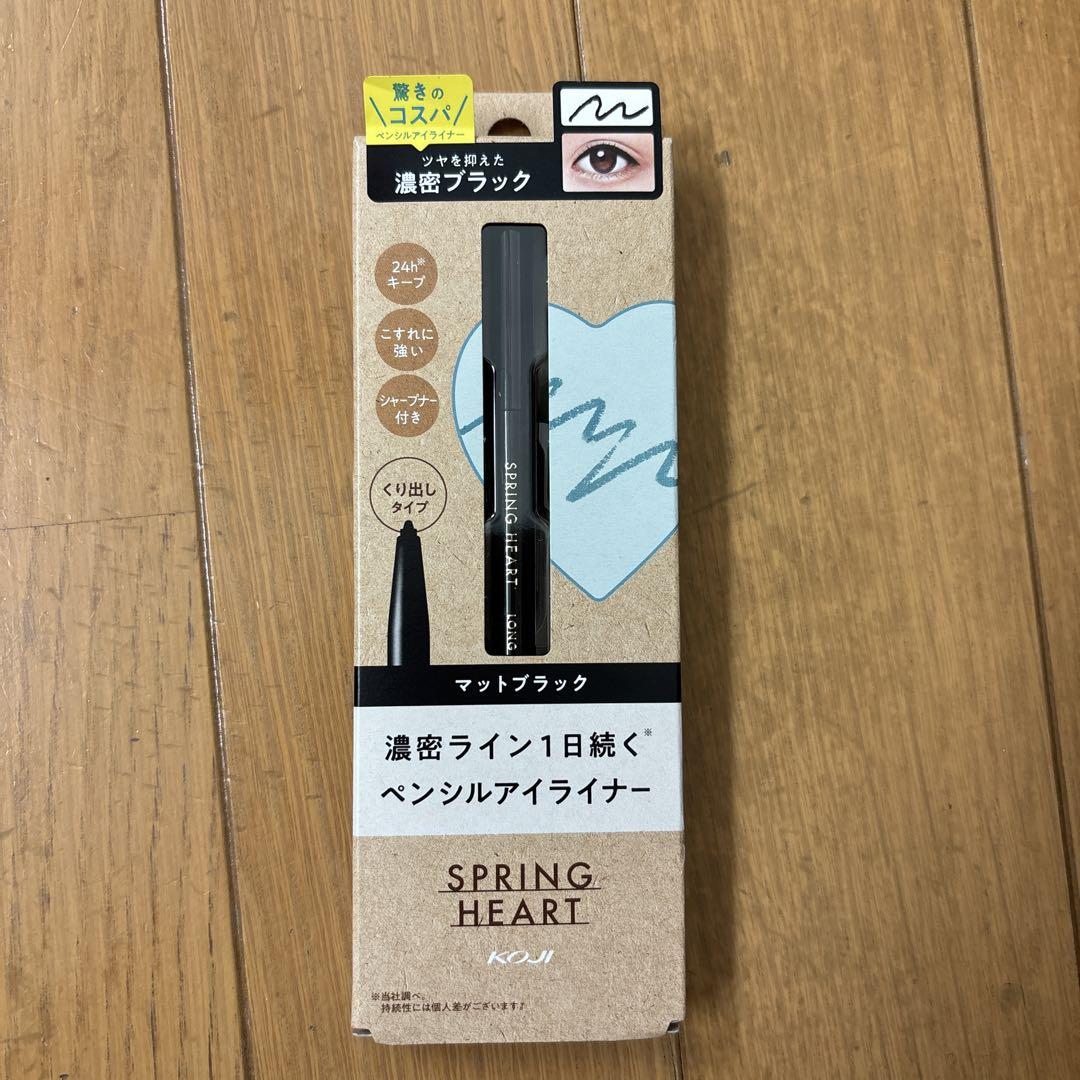 驚きの
コスパ
ペンシルアイライナー
ツヤを抑えた
濃密ブラック
24h※
キープ
こすれに
強い
シャープナー
付き
くり出し
タイプ
SPRING HEART LONG
マットブラック
濃密ライン1日続く※
ペンシルアイライナー
SPRING
HEART
KOJI
※当社調べ。
持続性には個人差がございます。